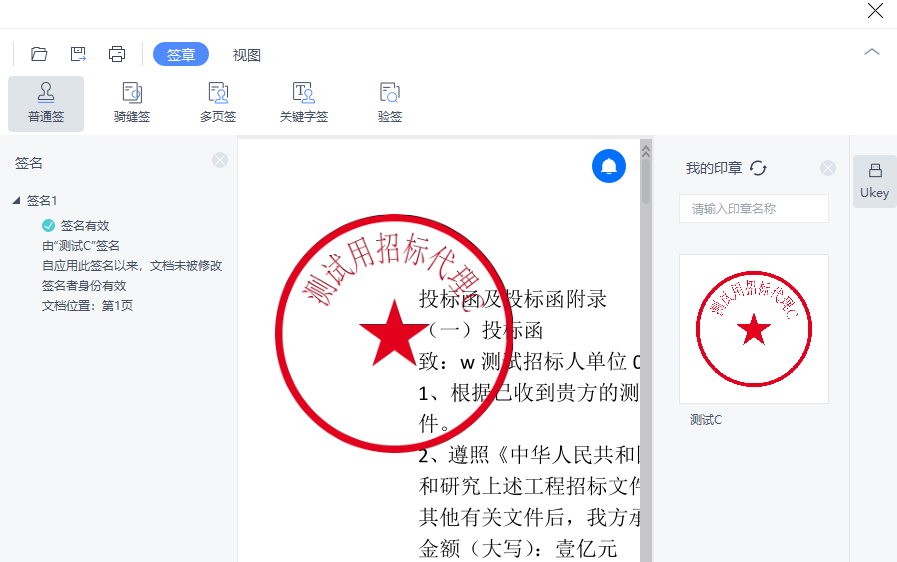 签章
视图
普通签
骑缝签
多页签
关键字签
验签
签名
签名1
签名有效
由“测试C”签名
自应用此签名以来，文档未被修改
签名者身份有效
文档位置：第1页
测试用招标代理C
投标函及投标函附录
（一）投标函
致：w 测试招标人单位 0
1、根据已收到贵方的测
件。
2、遵照《中华人民共和
和研究上述工程招标文件
其他有关文件后，我方承
金额（大写）：壹亿元
我的印章
请输入印章名称
测试用招标代理C
测试C
Ukey